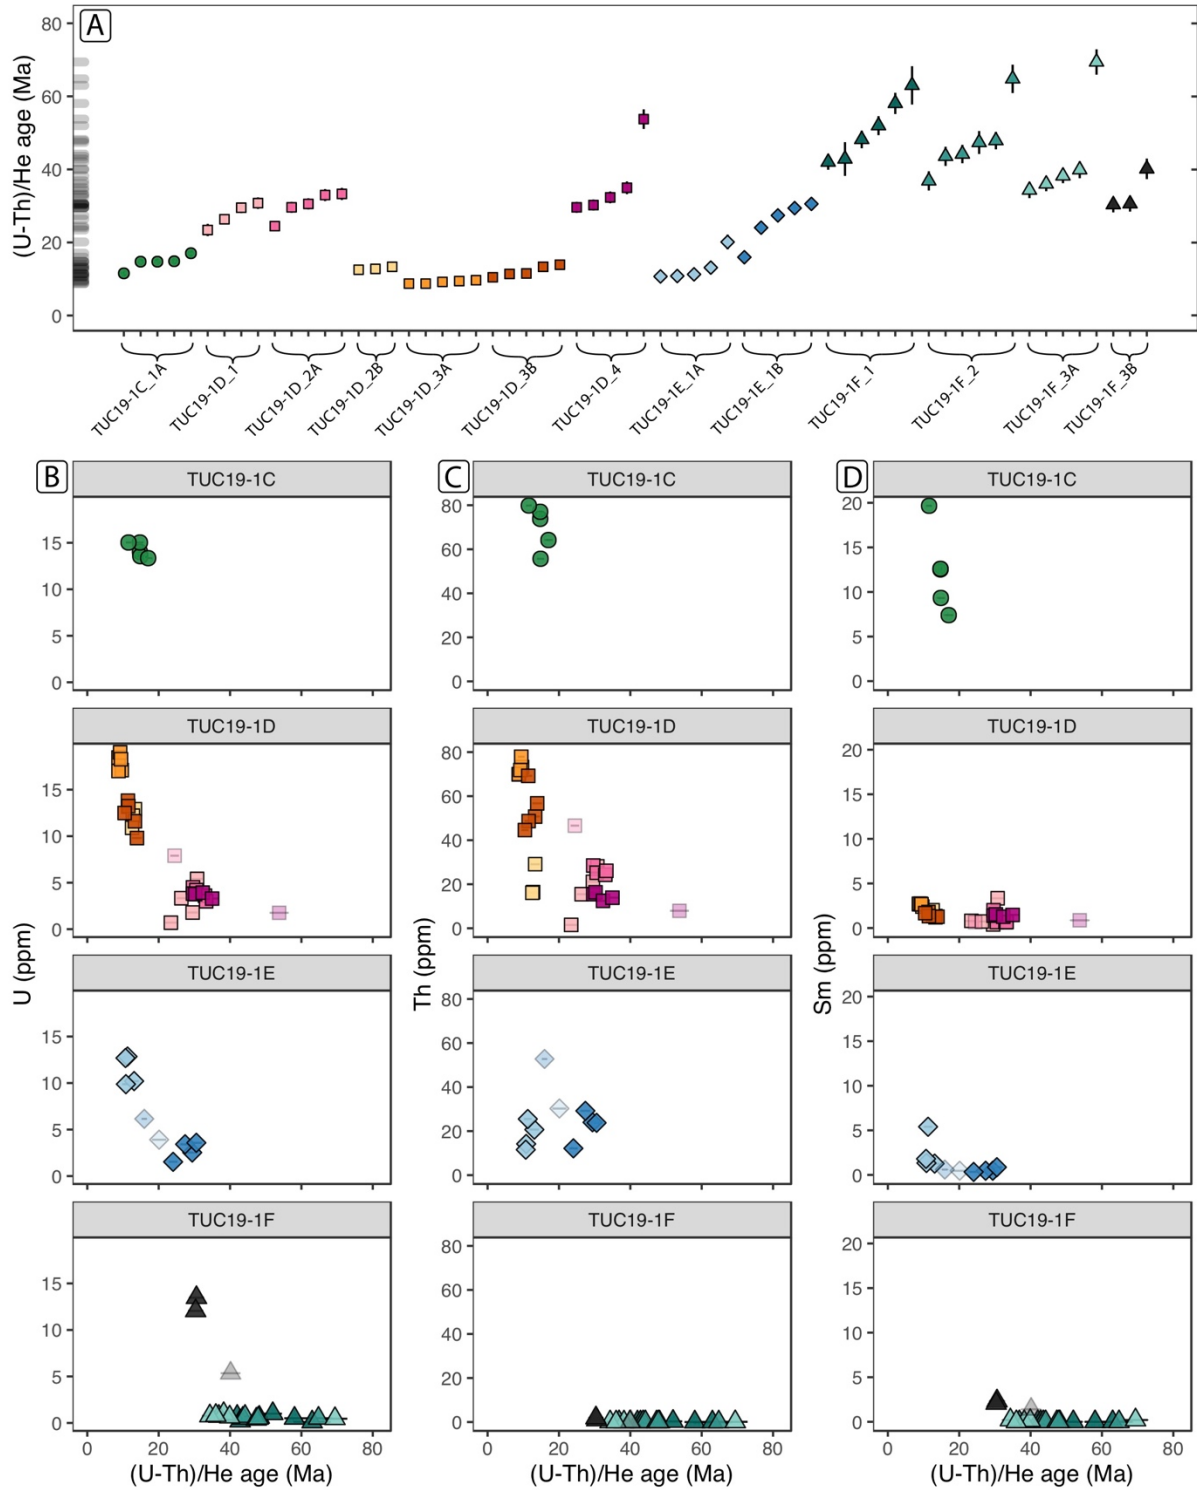 A
(U-Th)/He age (Ma)
80
60
40
20
0
TUC19-1C_1A
TUC19-1D_1
TUC19-1D_2A
TUC19-1D_2B
TUC19-1D_3A
TUC19-1D_3B
TUC19-1D_4
TUC19-1E_1A
TUC19-1E_1B
TUC19-1F_1
TUC19-1F_2
TUC19-1F_3A
TUC19-1F_3B
B
TUC19-1C
15
10
5
0
TUC19-1D
15
10
5
0
TUC19-1E
15
10
5
0
TUC19-1F
15
10
5
0
U (ppm)
0 20 40 60 80
(U-Th)/He age (Ma)
C
TUC19-1C
80
60
40
20
0
TUC19-1D
80
60
40
20
0
TUC19-1E
80
60
40
20
0
TUC19-1F
80
60
40
20
0
Th (ppm)
0 20 40 60 80
(U-Th)/He age (Ma)
D
TUC19-1C
20
15
10
5
0
TUC19-1D
20
15
10
5
0
TUC19-1E
20
15
10
5
0
TUC19-1F
20
15
10
5
0
Sm (ppm)
0 20 40 60 80
(U-Th)/He age (Ma)